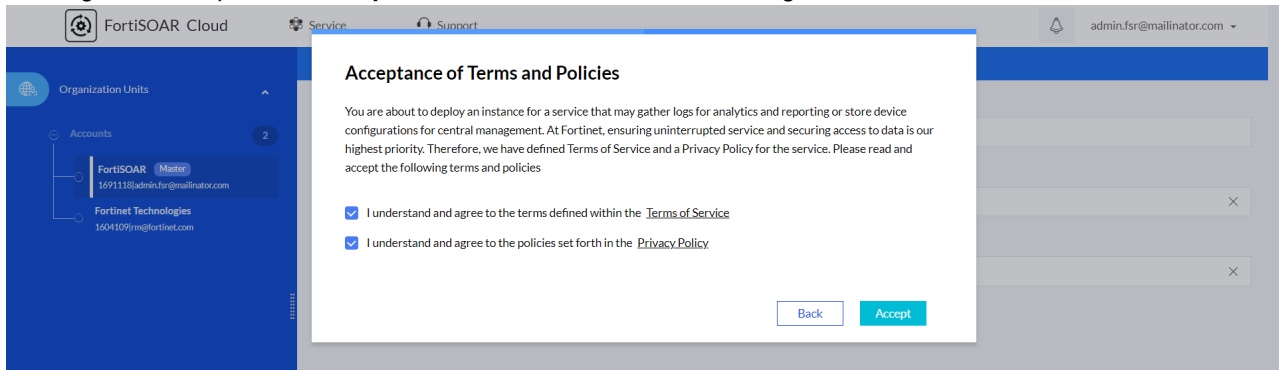 FortiSOAR Cloud
Service
Support
admin.fsr@mailinator.com
Organization Units
Accounts
2
FortiSOAR Master
1691118|admin.fsr@mailinator.com
Fortinet Technologies
1604109|rm@fortinet.com
Acceptance of Terms and Policies
You are about to deploy an instance for a service that may gather logs for analytics and reporting or store device
configurations for central management. At Fortinet, ensuring uninterrupted service and securing access to data is our
highest priority. Therefore, we have defined Terms of Service and a Privacy Policy for the service. Please read and
accept the following terms and policies
I understand and agree to the terms defined within the Terms of Service
I understand and agree to the policies set forth in the Privacy Policy
Back
Accept